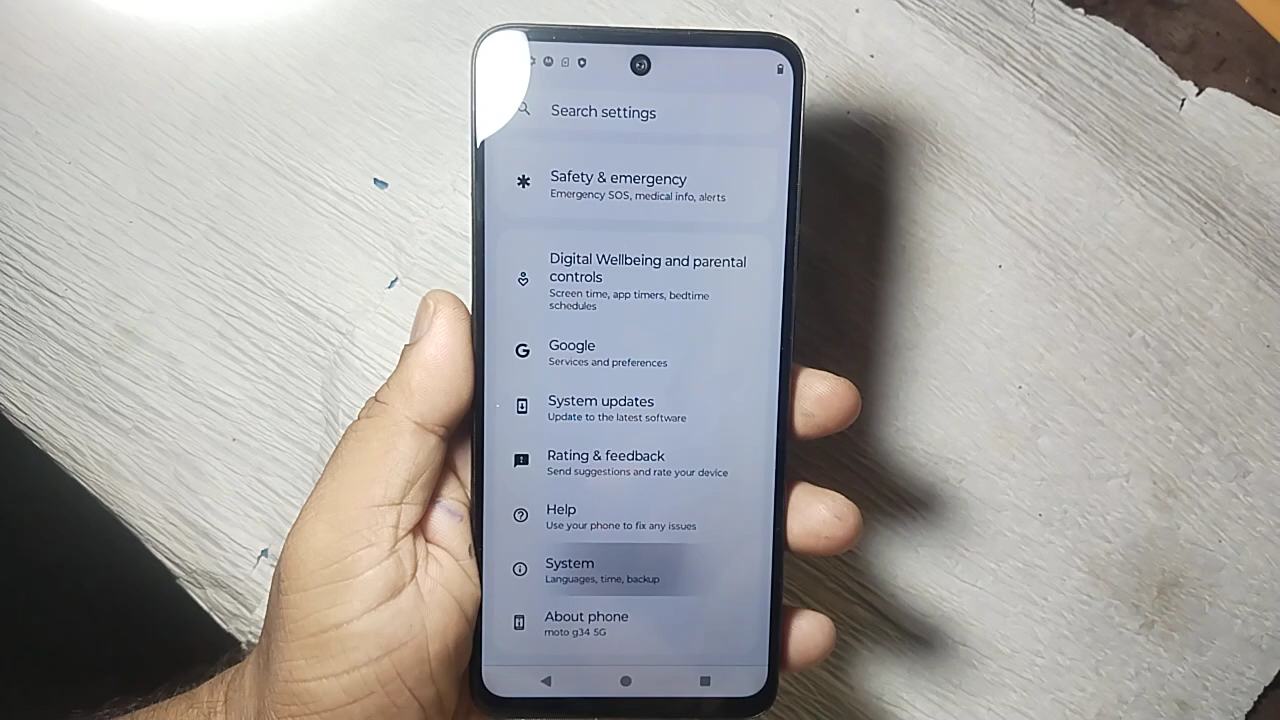 Search settings
Safety & emergency
Emergency SOS, medical info, alerts
Digital Wellbeing and parental
controls
Screen time, app timers, bedtime
schedules
Google
Services and preferences
System updates
Update to the latest software
Rating & feedback
Send suggestions and rate your device
Help
Use your phone to fix any issues
System
Languages, time, backup
About phone
moto g34 5G